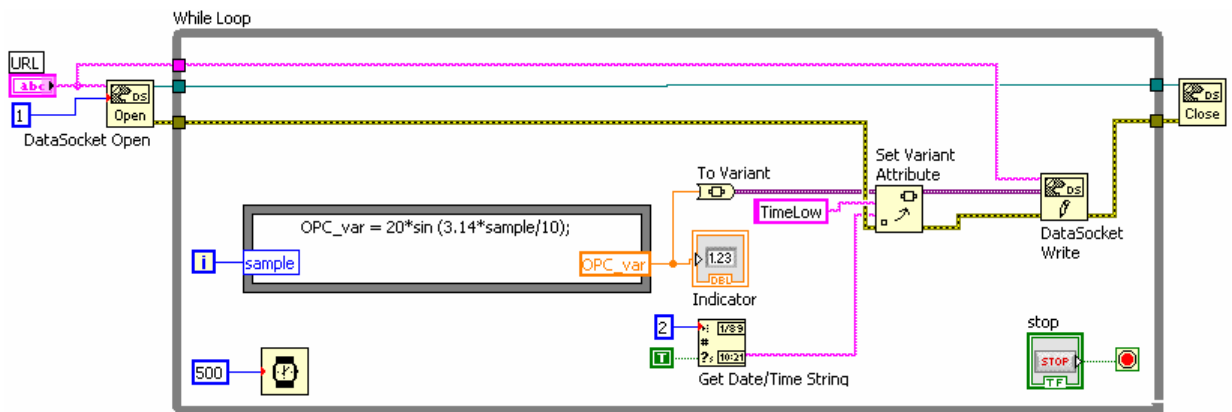 While Loop
URL
abc
DS
Open
1
DataSocket Open
DS
Close
To Variant
Set Variant
Attribute
TimeLow
DS
DataSocket
Write
OPC_var = 20*sin (3.14*sample/10);
i
sample
OPC_var
1.23
DBL
Indicator
2
1/89
#
?s 10:21
T
Get Date/Time String
stop
STOP
TF
500